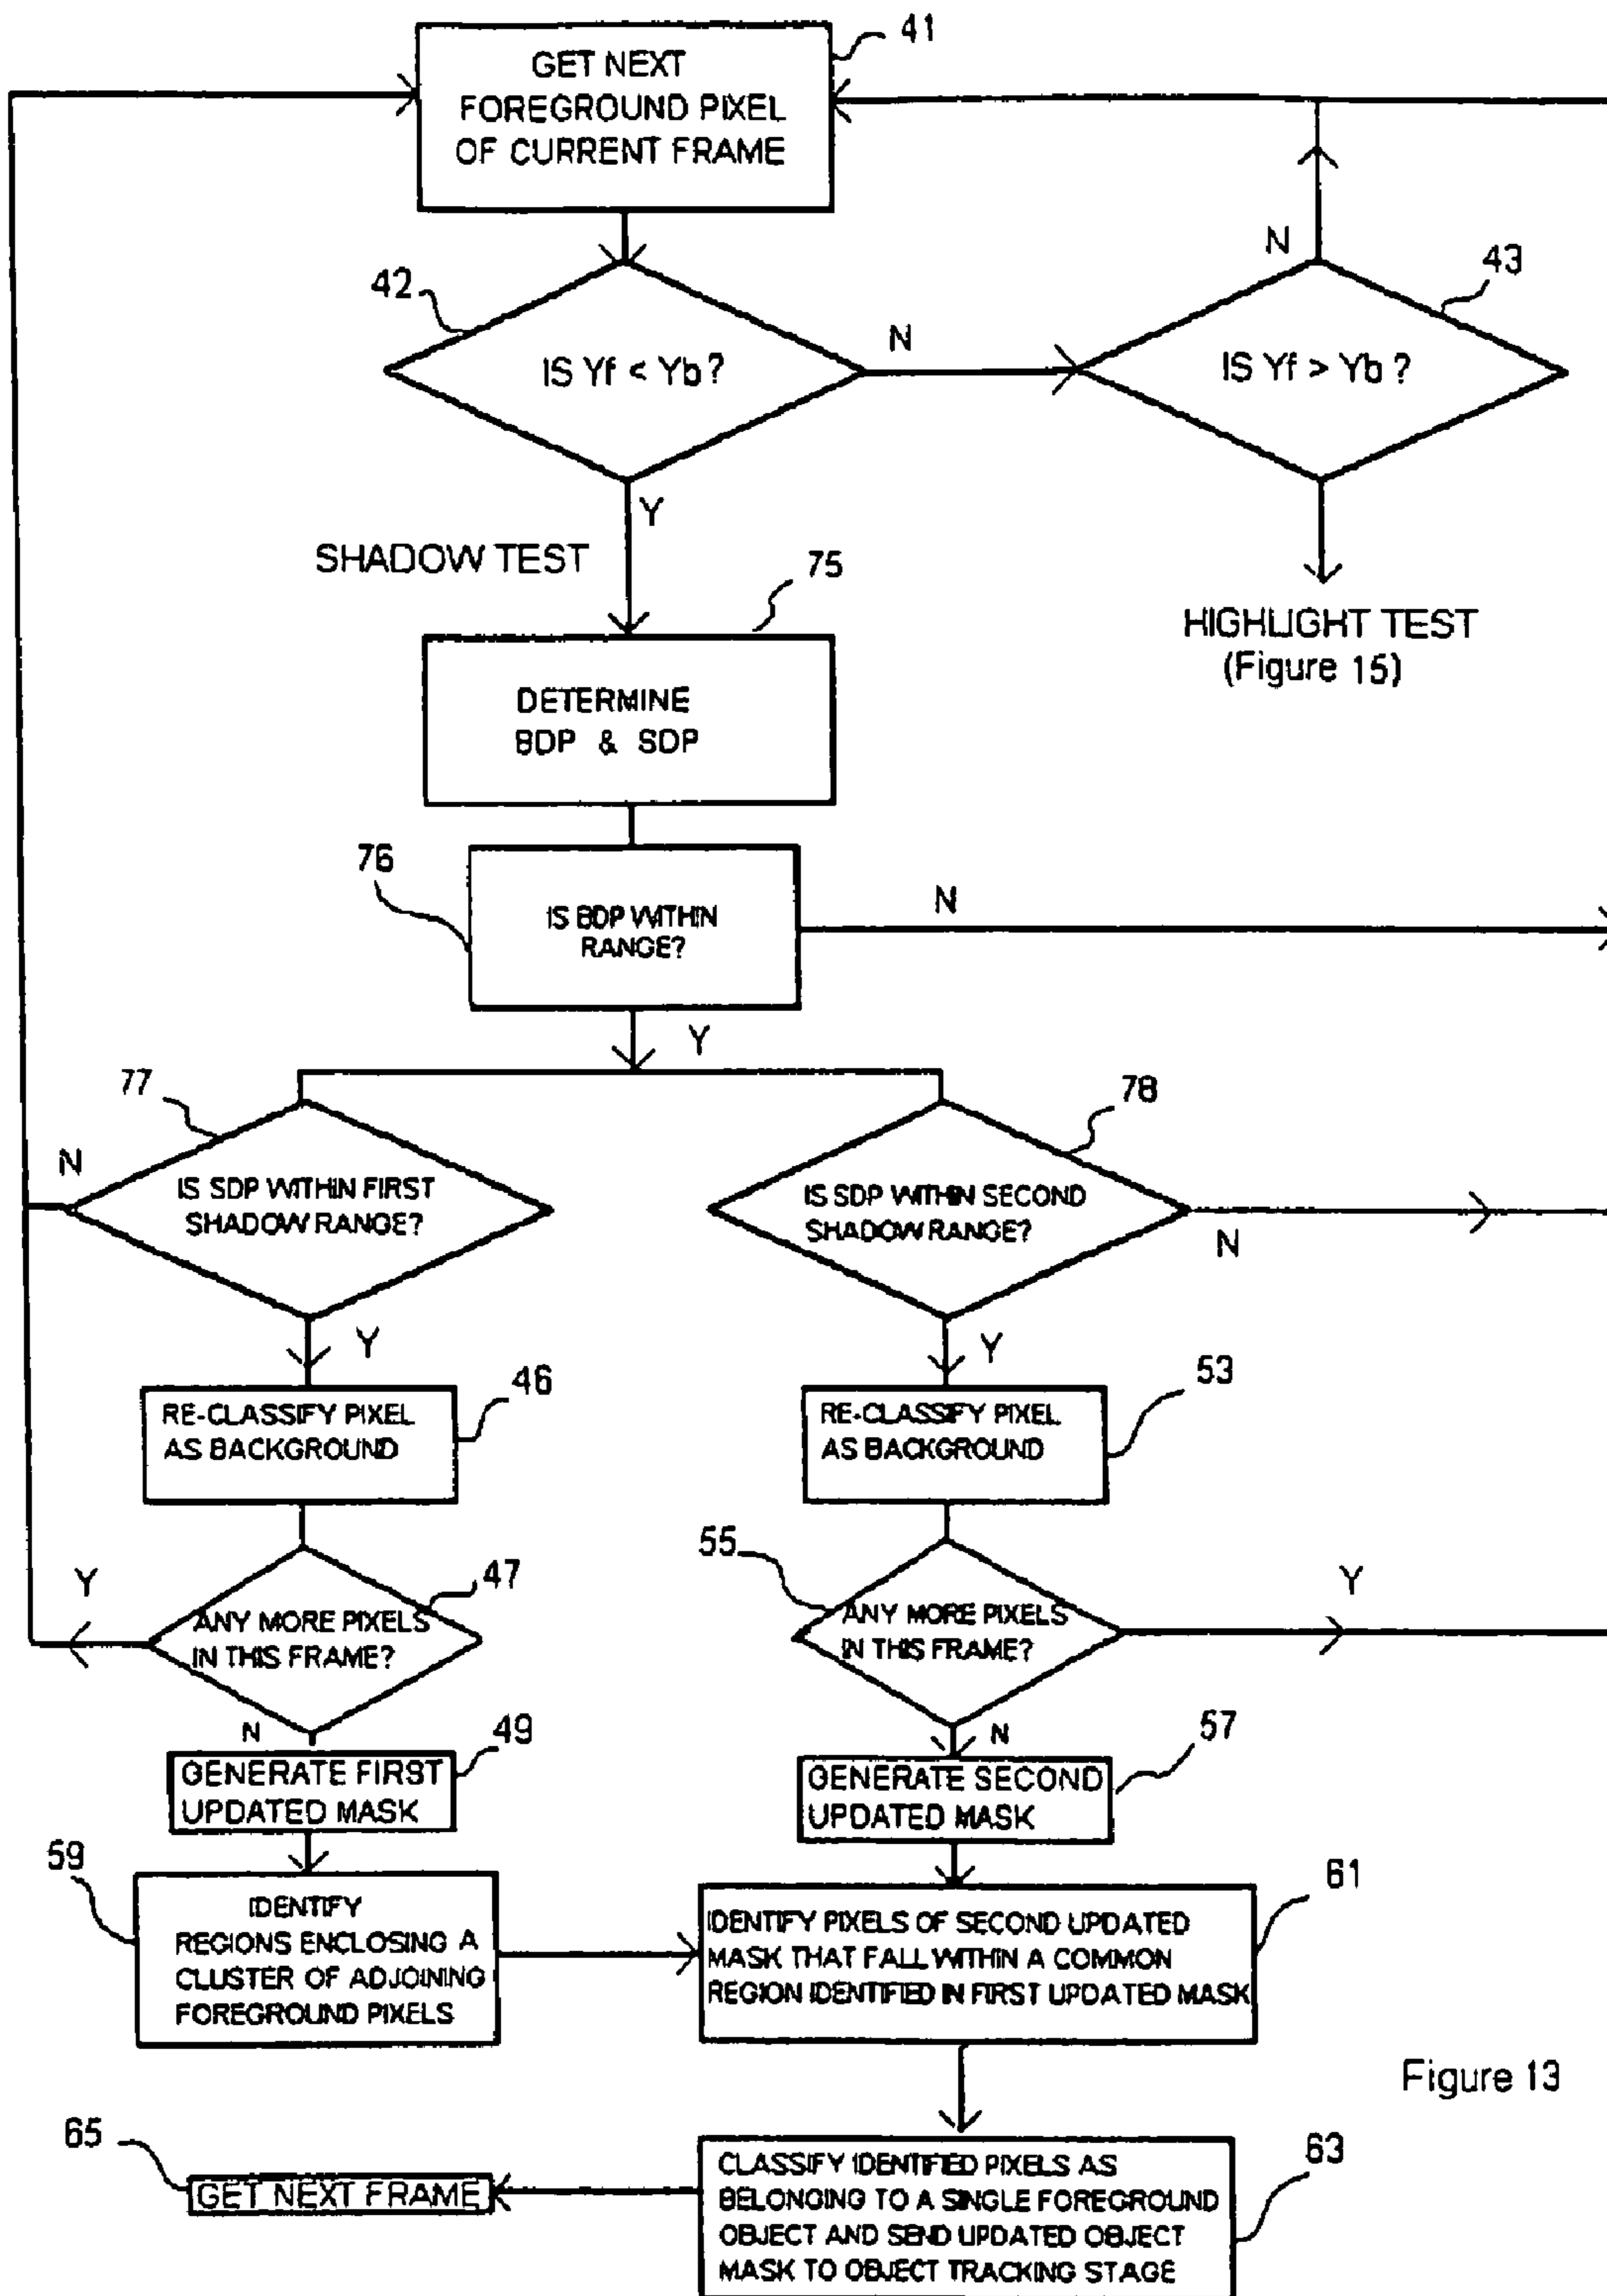 41
GET NEXT
FOREGROUND PIXEL
OF CURRENT FRAME
42
IS Yf < Yb?
N
N
43
IS Yf > Yb?
Y
SHADOW TEST
75
HIGHLIGHT TEST
(Figure 15)
DETERMINE
BDP & SDP
76
IS BDP WITHIN
RANGE?
N
Y
77
N
IS SDP WITHIN FIRST
SHADOW RANGE?
78
IS SDP WITHIN SECOND
SHADOW RANGE?
N
Y
Y
46
RE-CLASSIFY PIXEL
AS BACKGROUND
53
RE-CLASSIFY PIXEL
AS BACKGROUND
Y
47
ANY MORE PIXELS
IN THIS FRAME?
55
ANY MORE PIXELS
IN THIS FRAME?
Y
N
49
GENERATE FIRST
UPDATED MASK
N
57
GENERATE SECOND
UPDATED MASK
59
IDENTIFY
REGIONS ENCLOSING A
CLUSTER OF ADJOINING
FOREGROUND PIXELS
61
IDENTIFY PIXELS OF SECOND UPDATED
MASK THAT FALL WITHIN A COMMON
REGION IDENTIFIED IN FIRST UPDATED MASK
Figure 13
65
GET NEXT FRAME
63
CLASSIFY IDENTIFIED PIXELS AS
BELONGING TO A SINGLE FOREGROUND
OBJECT AND SEND UPDATED OBJECT
MASK TO OBJECT TRACKING STAGE